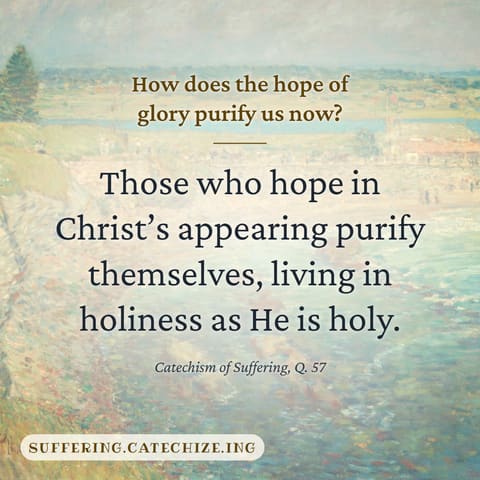 How does the hope of
glory purify us now?
Those who hope in
Christ’s appearing purify
themselves, living in
holiness as He is holy.
Catechism of Suffering, Q. 57
SUFFERING.CATECHIZE.ING